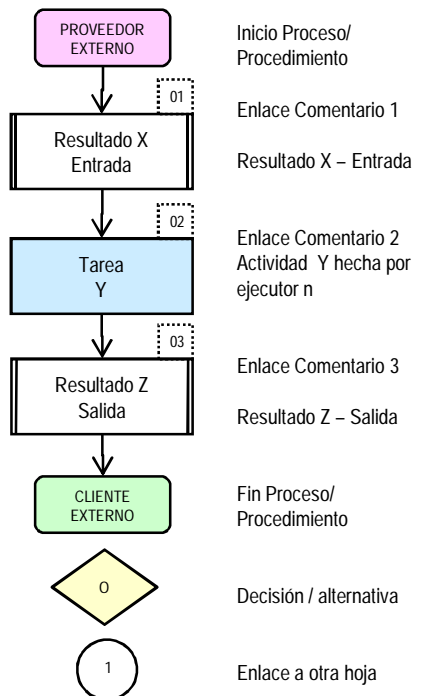 PROVEEDOR
EXTERNO
Inicio Proceso/
Procedimiento
01
Enlace Comentario 1
Resultado X
Entrada
Resultado X – Entrada
02
Enlace Comentario 2
Tarea
Y
Actividad Y hecha por
ejecutor n
03
Enlace Comentario 3
Resultado Z
Salida
Resultado Z – Salida
CLIENTE
EXTERNO
Fin Proceso/
Procedimiento
O
Decisión / alternativa
1
Enlace a otra hoja